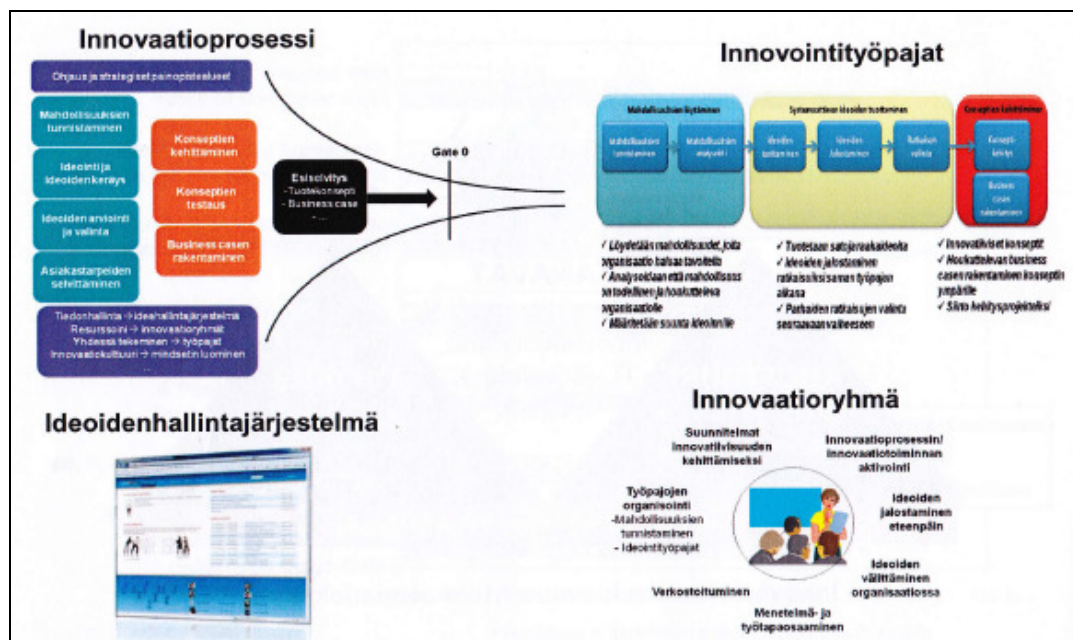 Innovaatioprosessi
Ohjaus ja strategiset painopistealueet
Mahdollisuuksien
tunnistaminen
Ideointi ja
ideoiden keräys
Ideoiden arviointi
ja valinta
Asiakastarpeiden
selvittäminen
Konseptien
kehittäminen
Konseptien
testaus
Business casen
rakentaminen
Esiselvitys
- Tuotekonsepti
- Business case
- ...
Gate 0
Tiedonhallinta → ideahallintajärjestelmä
Resurssoini → innovaatioryhmät
Yhdessä tekeminen → työpajat
Innovaatiokulttuuri → mindsetin luominen
...
Innovointityöpajat
Mahdollisuuksien löytäminen
Mahdollisuuksien
tunnistaminen
Mahdollisuuksien
analysointi
Systemaattinen ideoiden tuottaminen
Ideoiden
tuottaminen
Ideoiden
jalostaminen
Ratkaisun
valinta
Konseptien kehittäminen
Konsepti-
kehitys
Business
casen
rakentaminen
✓ Löydetään mahdollisuudet, joita
organisaatio haluaa tavoitella
✓ Analysoidaan että mahdollisuus
on todellinen ja houkutteleva
organisaatiolle
✓ Määritetään suunta ideoinnille
✓ Tuotetaan satoja raakaideoita
✓ Ideoiden jalostaminen
ratkaisuiksi saman työpajan
aikana
✓ Parhaiden ratkaisujen valinta
seuraavaan vaiheeseen
✓ Innovatiiviset konseptit
✓ Houkuttelevan business
casen rakentaminen konseptin
ympärille
✓ Siirto kehitysprojektiksi
Ideoidenhallintajärjestelmä
Innovaatioryhmä
Suunnitelmat
innovatiivisuuden
kehittämiseksi
Innovaatioprosessin/
innovaatiotoiminnan
aktivointi
Työpajojen
organisointi
-Mahdollisuuksien
tunnistaminen
- Ideointityöpajat
Ideoiden
jalostaminen
eteenpäin
Ideoiden
välittäminen
organisaatiossa
Verkostoituminen
Menetelmä- ja
työtapaosaaminen